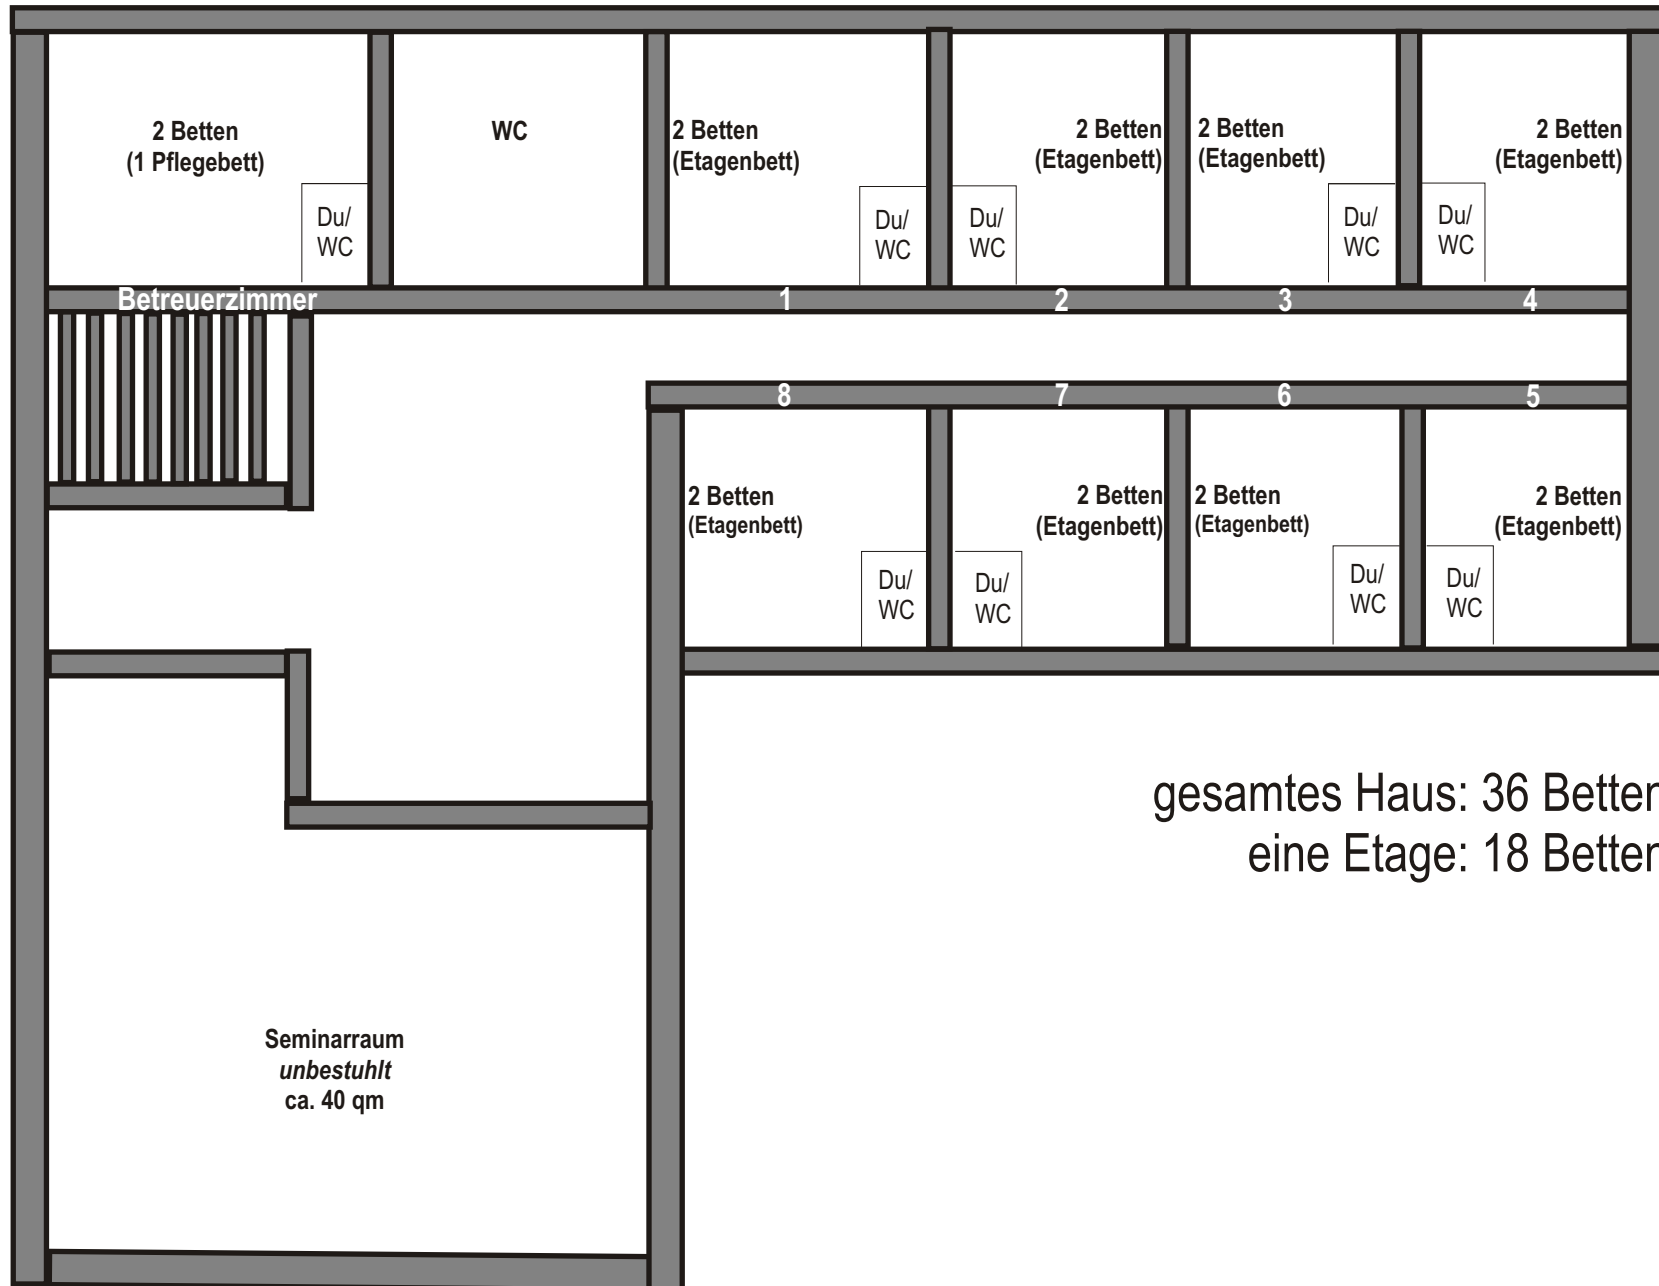 2 Betten
(1 Pflegebett)
Du/
WC
WC
2 Betten
(Etagenbett)
Du/
WC
2 Betten
(Etagenbett)
Du/
WC
2 Betten
(Etagenbett)
Du/
WC
2 Betten
(Etagenbett)
Du/
WC
Betreuerzimmer
1
2
3
4
8
7
6
5
2 Betten
(Etagenbett)
Du/
WC
2 Betten
(Etagenbett)
Du/
WC
2 Betten
(Etagenbett)
Du/
WC
2 Betten
(Etagenbett)
Du/
WC
gesamtes Haus: 36 Betten
eine Etage: 18 Betten
Seminarraum
unbestuhlt
ca. 40 qm